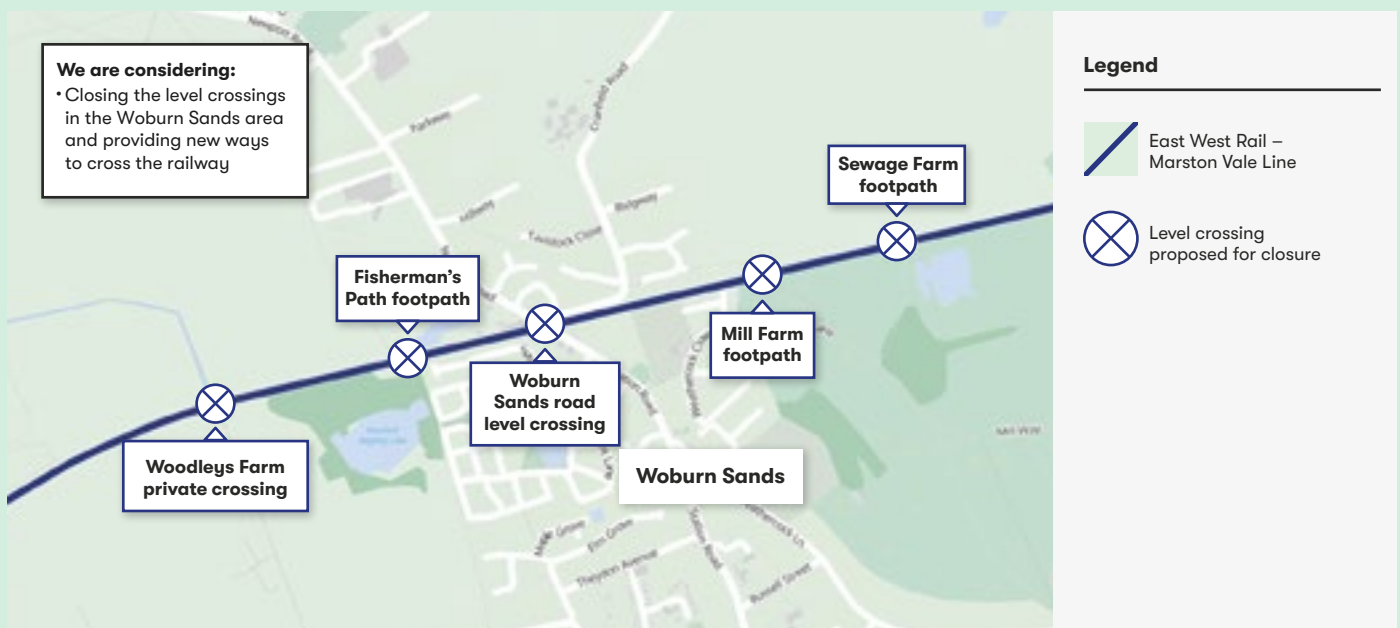 We are considering:
• Closing the level crossings
in the Woburn Sands area
and providing new ways
to cross the railway
Parkway
Cranfield Road
Ridgeway
Tavistock Close
Sewage Farm
footpath
Fisherman's
Path footpath
Mill Farm
footpath
Woburn
Sands road
level crossing
Woodleys Farm
private crossing
Woburn Sands
Elm Grove
Theydon Avenue
Station Road
Russell Street
Legend
East West Rail –
Marston Vale Line
Level crossing
proposed for closure